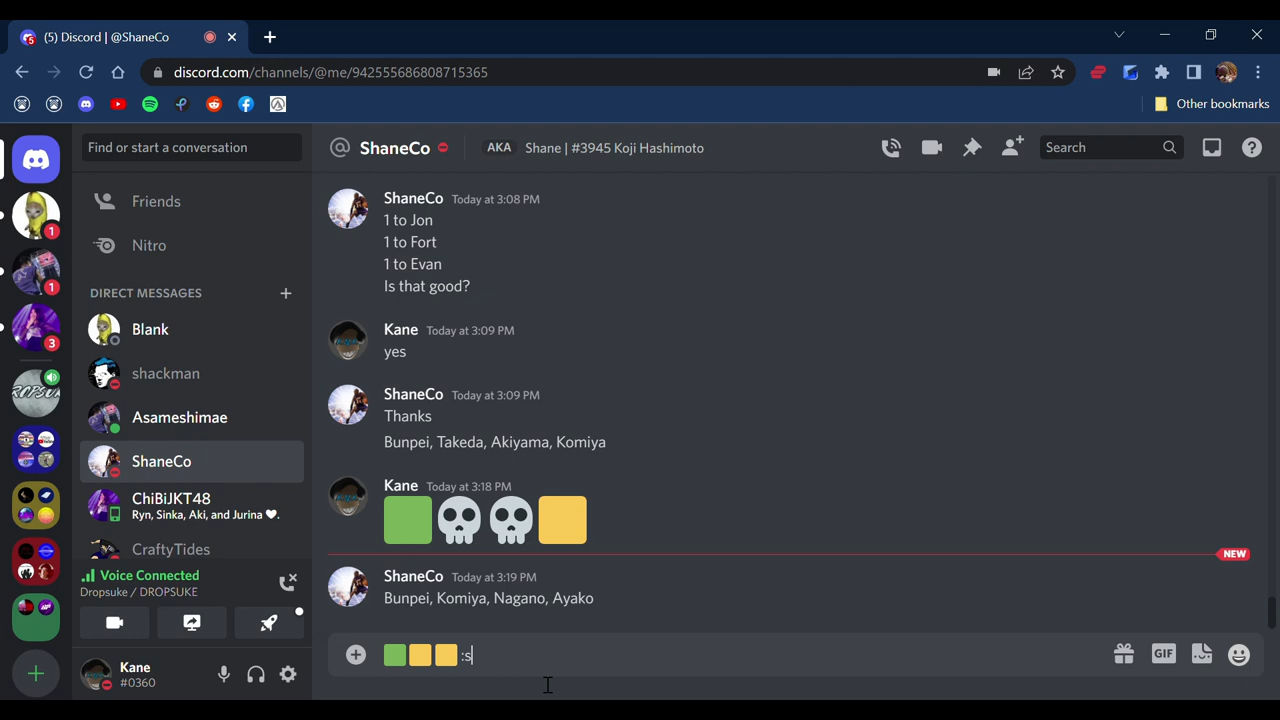 (5) Discord | @ShaneCo
discord.com/channels/@me/942555686808715365
Other bookmarks
Find or start a conversation
ShaneCo
AKA
Shane | #3945 Koji Hashimoto
Search
Friends
Nitro
DIRECT MESSAGES
Blank
shackman
Asameshimae
ShaneCo
ChiBiJKT48
Ryn, Sinka, Aki, and Jurina
CraftyTides
Voice Connected
Dropsuke / DROPSUKE
Kane
#0360
1
1
3
ShaneCo Today at 3:08 PM
1 to Jon
1 to Fort
1 to Evan
Is that good?
Kane Today at 3:09 PM
yes
ShaneCo Today at 3:09 PM
Thanks
Bunpei, Takeda, Akiyama, Komiya
Kane Today at 3:18 PM
NEW
ShaneCo Today at 3:19 PM
Bunpei, Komiya, Nagano, Ayako
:s
GIF